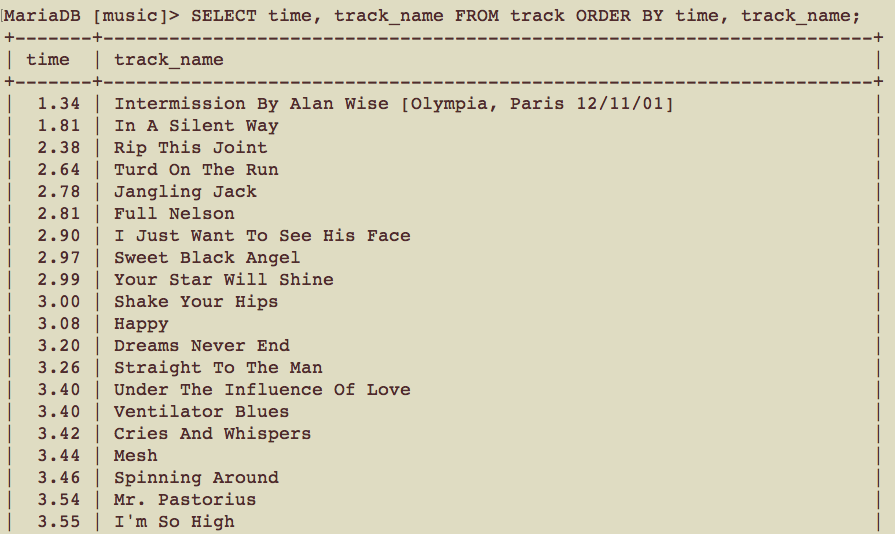 MariaDB [music]> SELECT time, track_name FROM track ORDER BY time, track_name;
+-------+----------------------------------------------------------------------+
| time  | track_name                                                           |
+-------+----------------------------------------------------------------------+
|  1.34 | Intermission By Alan Wise [Olympia, Paris 12/11/01]                  |
|  1.81 | In A Silent Way                                                      |
|  2.38 | Rip This Joint                                                       |
|  2.64 | Turd On The Run                                                      |
|  2.78 | Jangling Jack                                                        |
|  2.81 | Full Nelson                                                          |
|  2.90 | I Just Want To See His Face                                          |
|  2.97 | Sweet Black Angel                                                    |
|  2.99 | Your Star Will Shine                                                 |
|  3.00 | Shake Your Hips                                                      |
|  3.08 | Happy                                                                |
|  3.20 | Dreams Never End                                                     |
|  3.26 | Straight To The Man                                                  |
|  3.40 | Under The Influence Of Love                                          |
|  3.40 | Ventilator Blues                                                     |
|  3.42 | Cries And Whispers                                                   |
|  3.44 | Mesh                                                                 |
|  3.46 | Spinning Around                                                      |
|  3.54 | Mr. Pastorius                                                        |
|  3.55 | I'm So High                                                          |